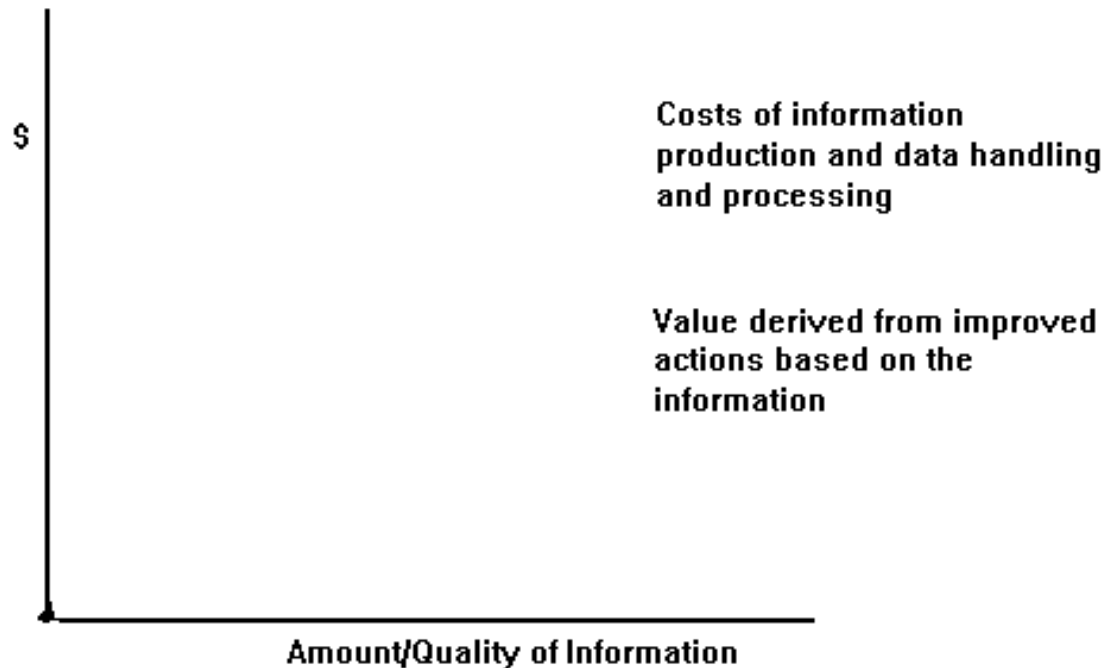 $
Costs of information
production and data handling
and processing
Value derived from improved
actions based on the
information
Amount/Quality of Information